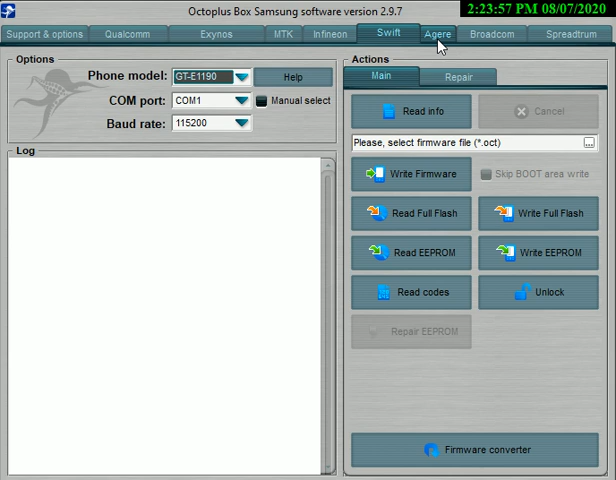 Octoplus Box Samsung software version 2.9.7
2:23:57 PM 08/07/2020
Support & options Qualcomm Exynos MTK Infineon Swift Agere Broadcom Spreadtrum
Options
Phone model: GT-E1190 Help
COM port: COM1 Manual select
Baud rate: 115200
Log
Actions
Main Repair
Read info Cancel
Please, select firmware file (*.oct) ...
Write Firmware Skip BOOT area write
Read Full Flash Write Full Flash
Read EEPROM Write EEPROM
Read codes Unlock
Repair EEPROM
Firmware converter